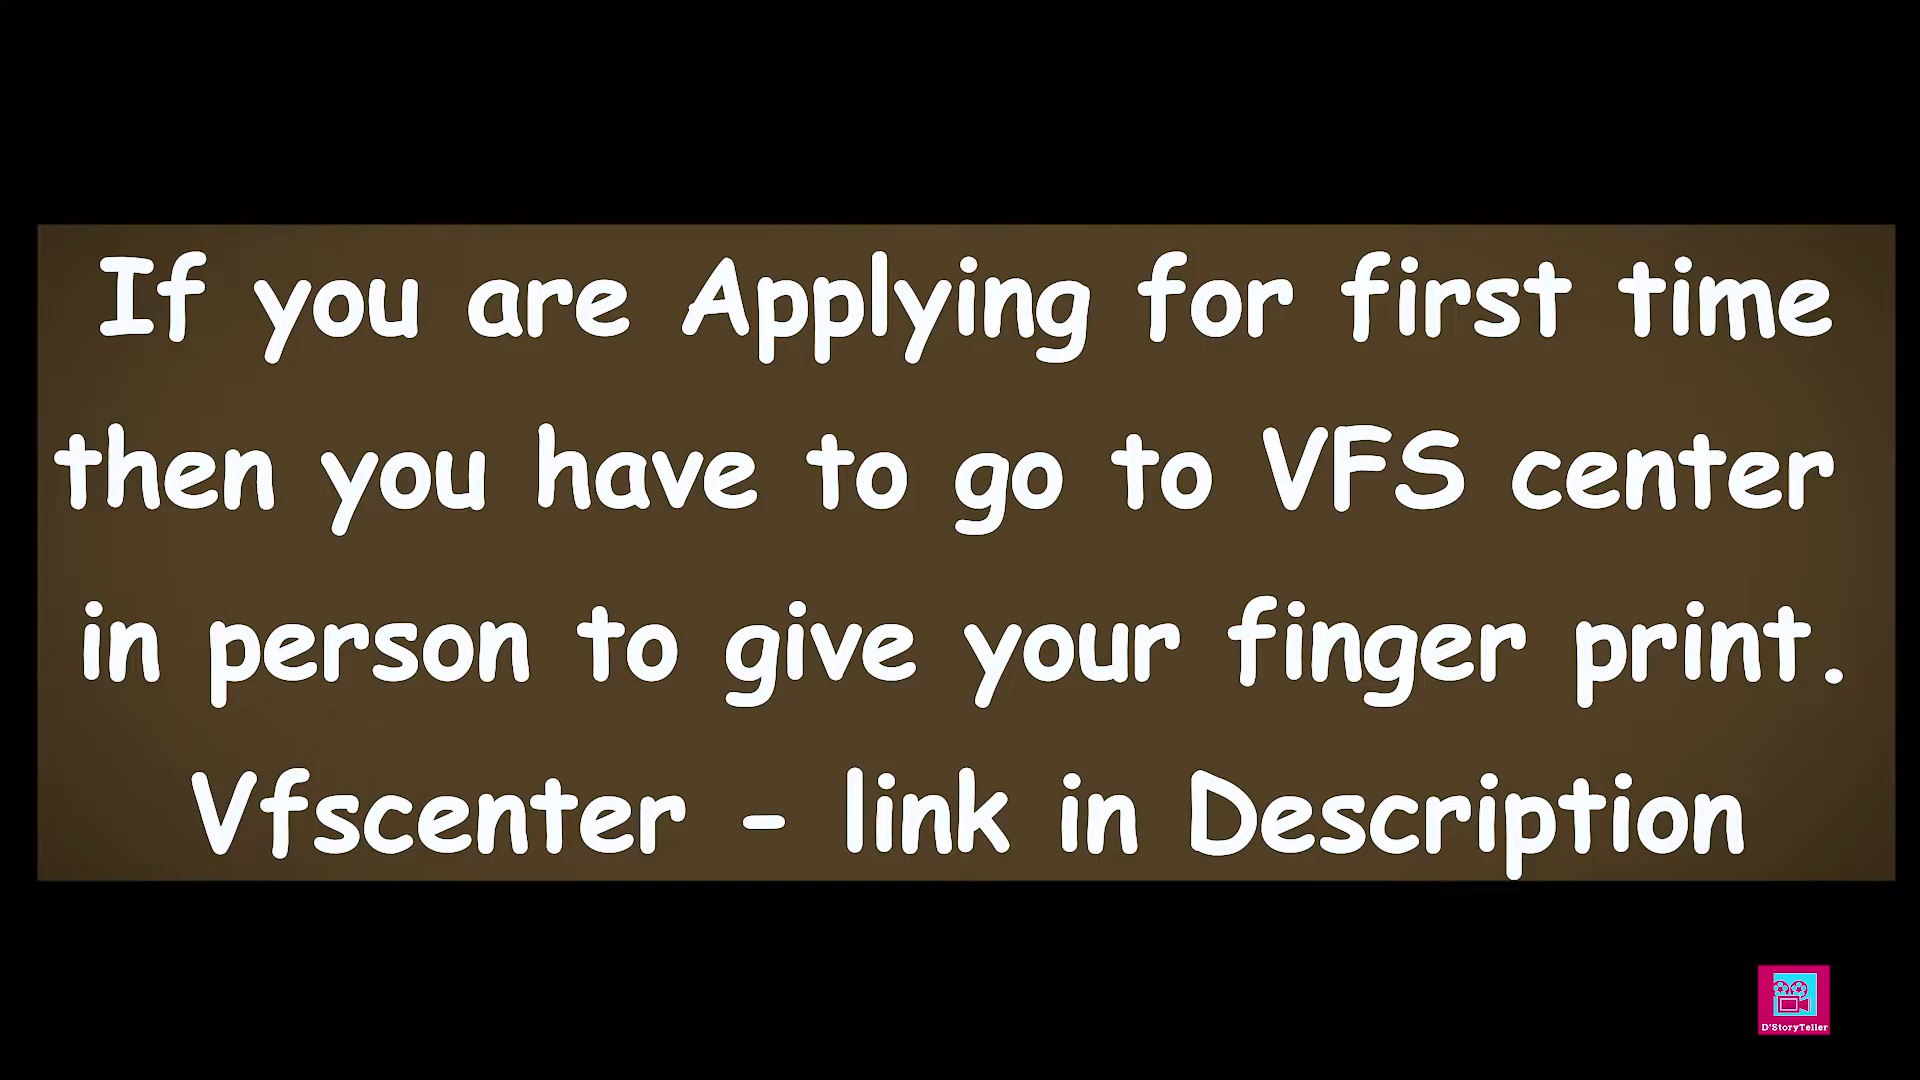 If you are Applying for first time
then you have to go to VFS center
in person to give your finger print.
Vfscenter - link in Description
D'StoryTeller